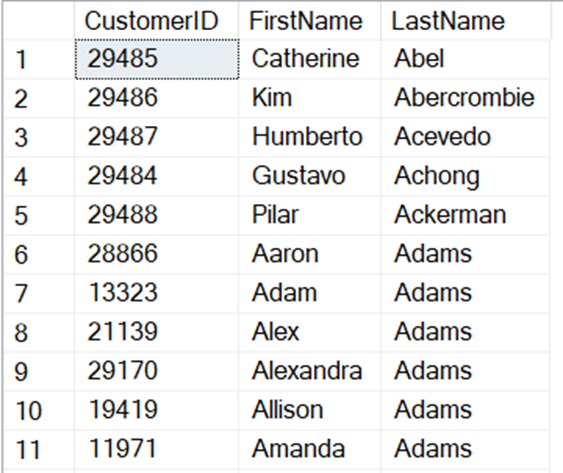 CustomerID FirstName LastName
1 29485 Catherine Abel
2 29486 Kim Abercrombie
3 29487 Humberto Acevedo
4 29484 Gustavo Achong
5 29488 Pilar Ackerman
6 28866 Aaron Adams
7 13323 Adam Adams
8 21139 Alex Adams
9 29170 Alexandra Adams
10 19419 Allison Adams
11 11971 Amanda Adams